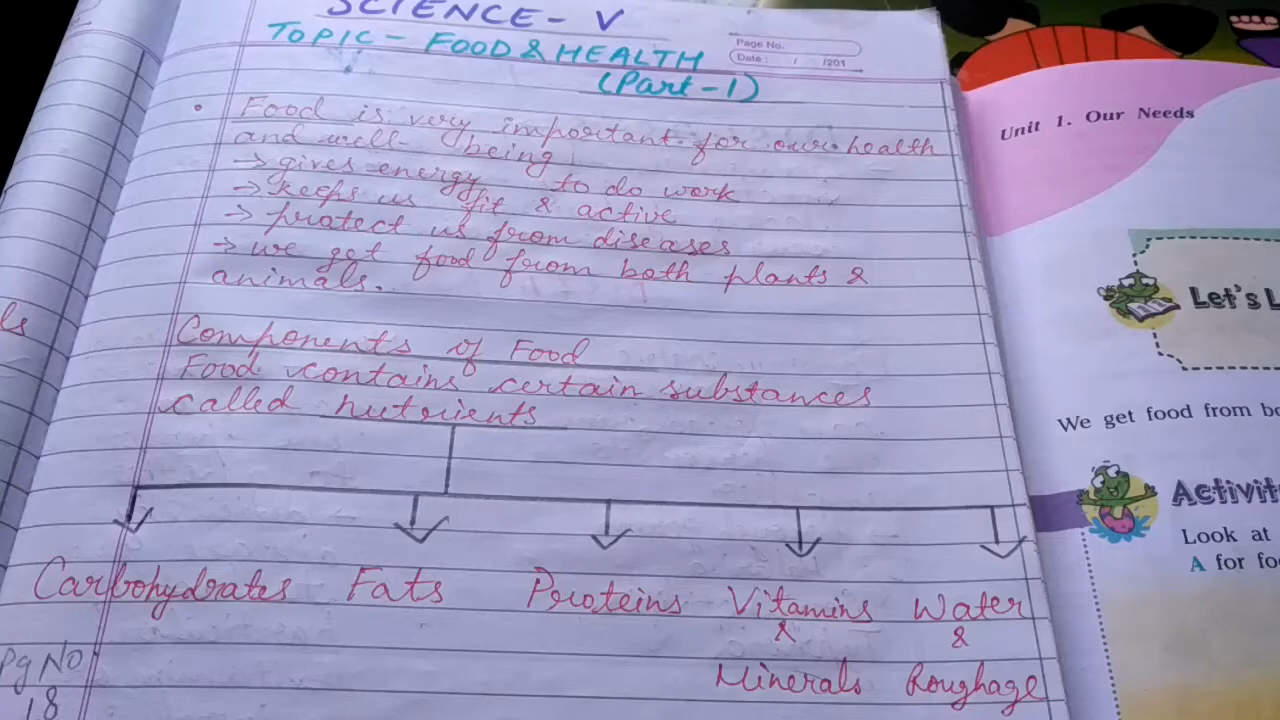 SCIENCE - V
TOPIC - FOOD & HEALTH
(Part - 1)
Page No.
Date : / /201
• Food is very important for our health
and well- being
→ gives energy to do work
→ keeps us fit & active
→ protect us from diseases
→ we get food from both plants &
animals.
Components of Food
Food contains certain substances
called nutrients
Carbohydrates Fats Proteins Vitamins Water
& &
Minerals Roughage
Pg No
18
Unit 1. Our Needs
Let's
We get food from
Look at
A for